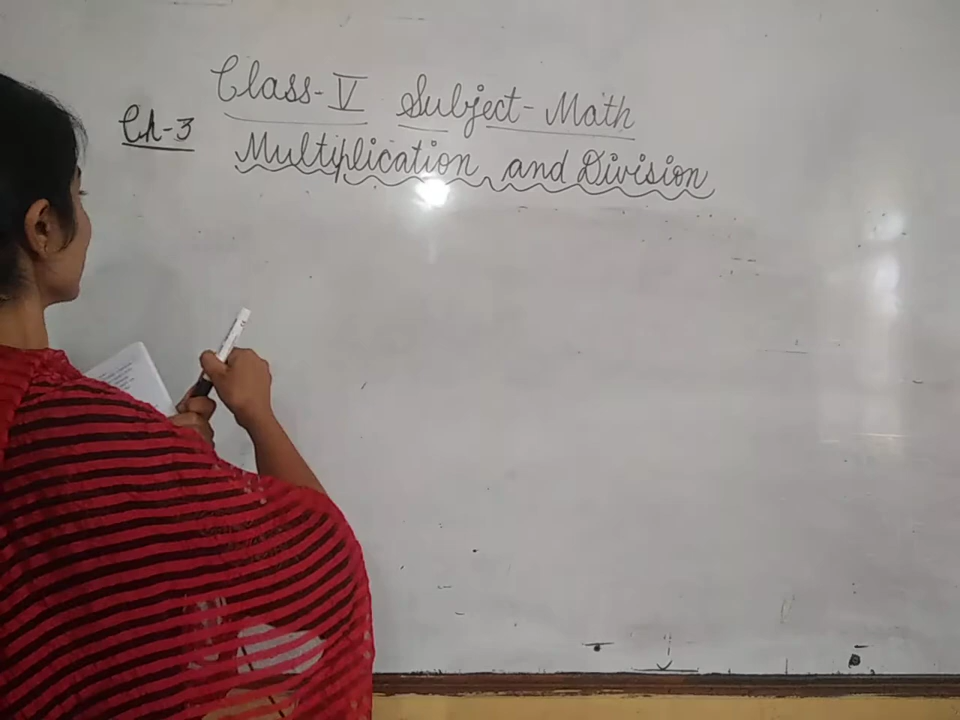 Class-V Subject-Math
Ch-3
Multiplication and Division